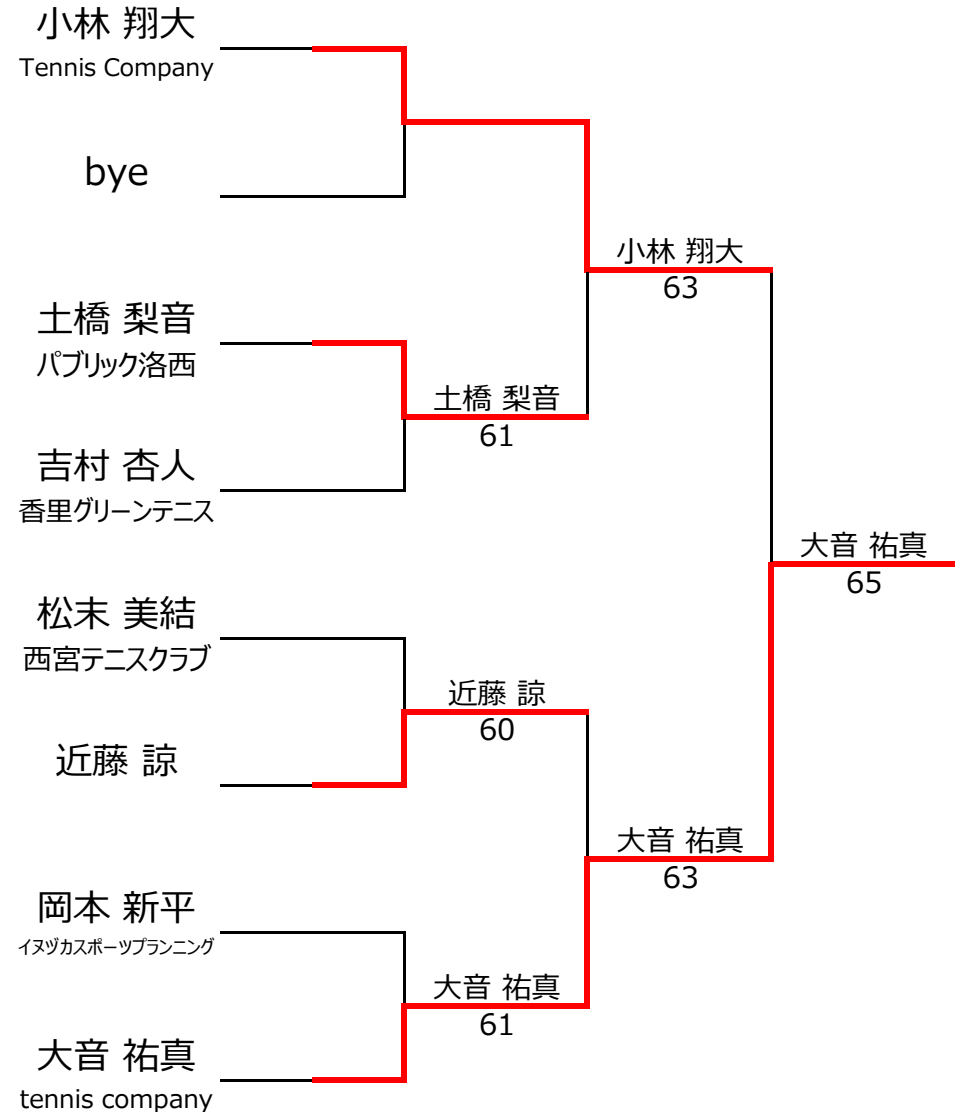 小林 翔大
Tennis Company
bye
小林 翔大
63
土橋 梨音
パブリック洛西
土橋 梨音
61
吉村 杏人
香里グリーンテニス
大音 祐真
65
松末 美結
西宮テニスクラブ
近藤 諒
60
近藤 諒
大音 祐真
63
岡本 新平
イヌヅカスポーツプランニング
大音 祐真
61
大音 祐真
tennis company